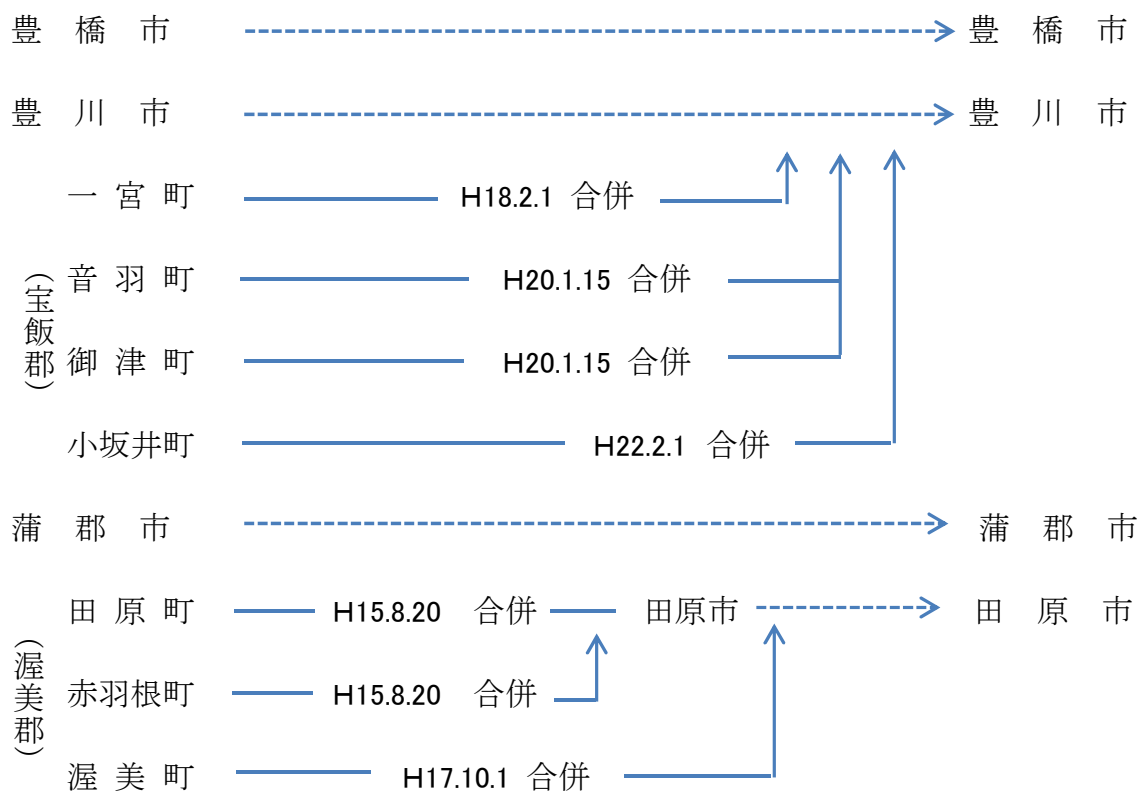 豊橋市 豊橋市
豊川市 豊川市
(宝飯郡)
一宮町 H18.2.1 合併
音羽町 H20.1.15 合併
御津町 H20.1.15 合併
小坂井町 H22.2.1 合併
蒲郡市 蒲郡市
(渥美郡)
田原町 H15.8.20 合併 田原市 田原市
赤羽根町 H15.8.20 合併
渥美町 H17.10.1 合併